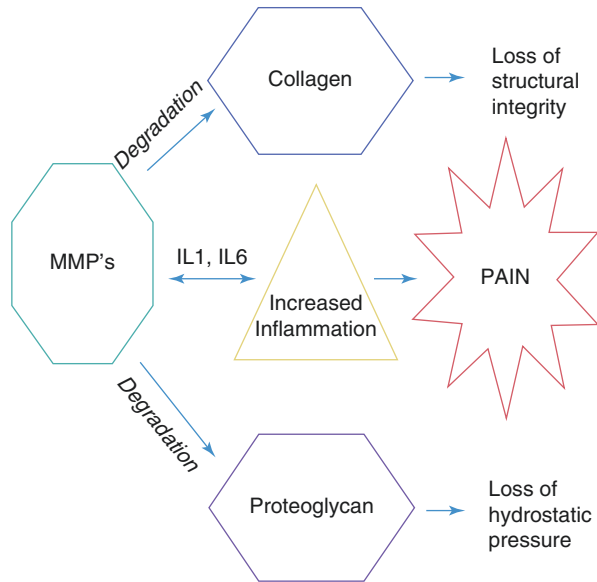 Collagen
Loss of
structural
integrity
Degradation
MMP's
IL1, IL6
Increased
Inflammation
PAIN
Degradation
Proteoglycan
Loss of
hydrostatic
pressure